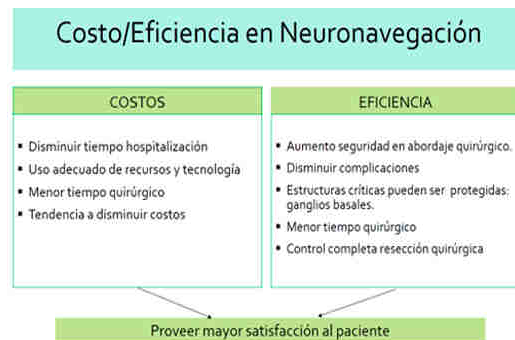 Costo/Eficiencia en Neuronavegación
COSTOS
Disminuir tiempo hospitalización
Uso adecuado de recursos y tecnología
Menor tiempo quirúrgico
Tendencia a disminuir costos
EFICIENCIA
Aumento seguridad en abordaje quirúrgico.
Disminuir complicaciones
Estructuras críticas pueden ser protegidas:
ganglios basales.
Menor tiempo quirúrgico
Control completa resección quirúrgica
Proveer mayor satisfacción al paciente